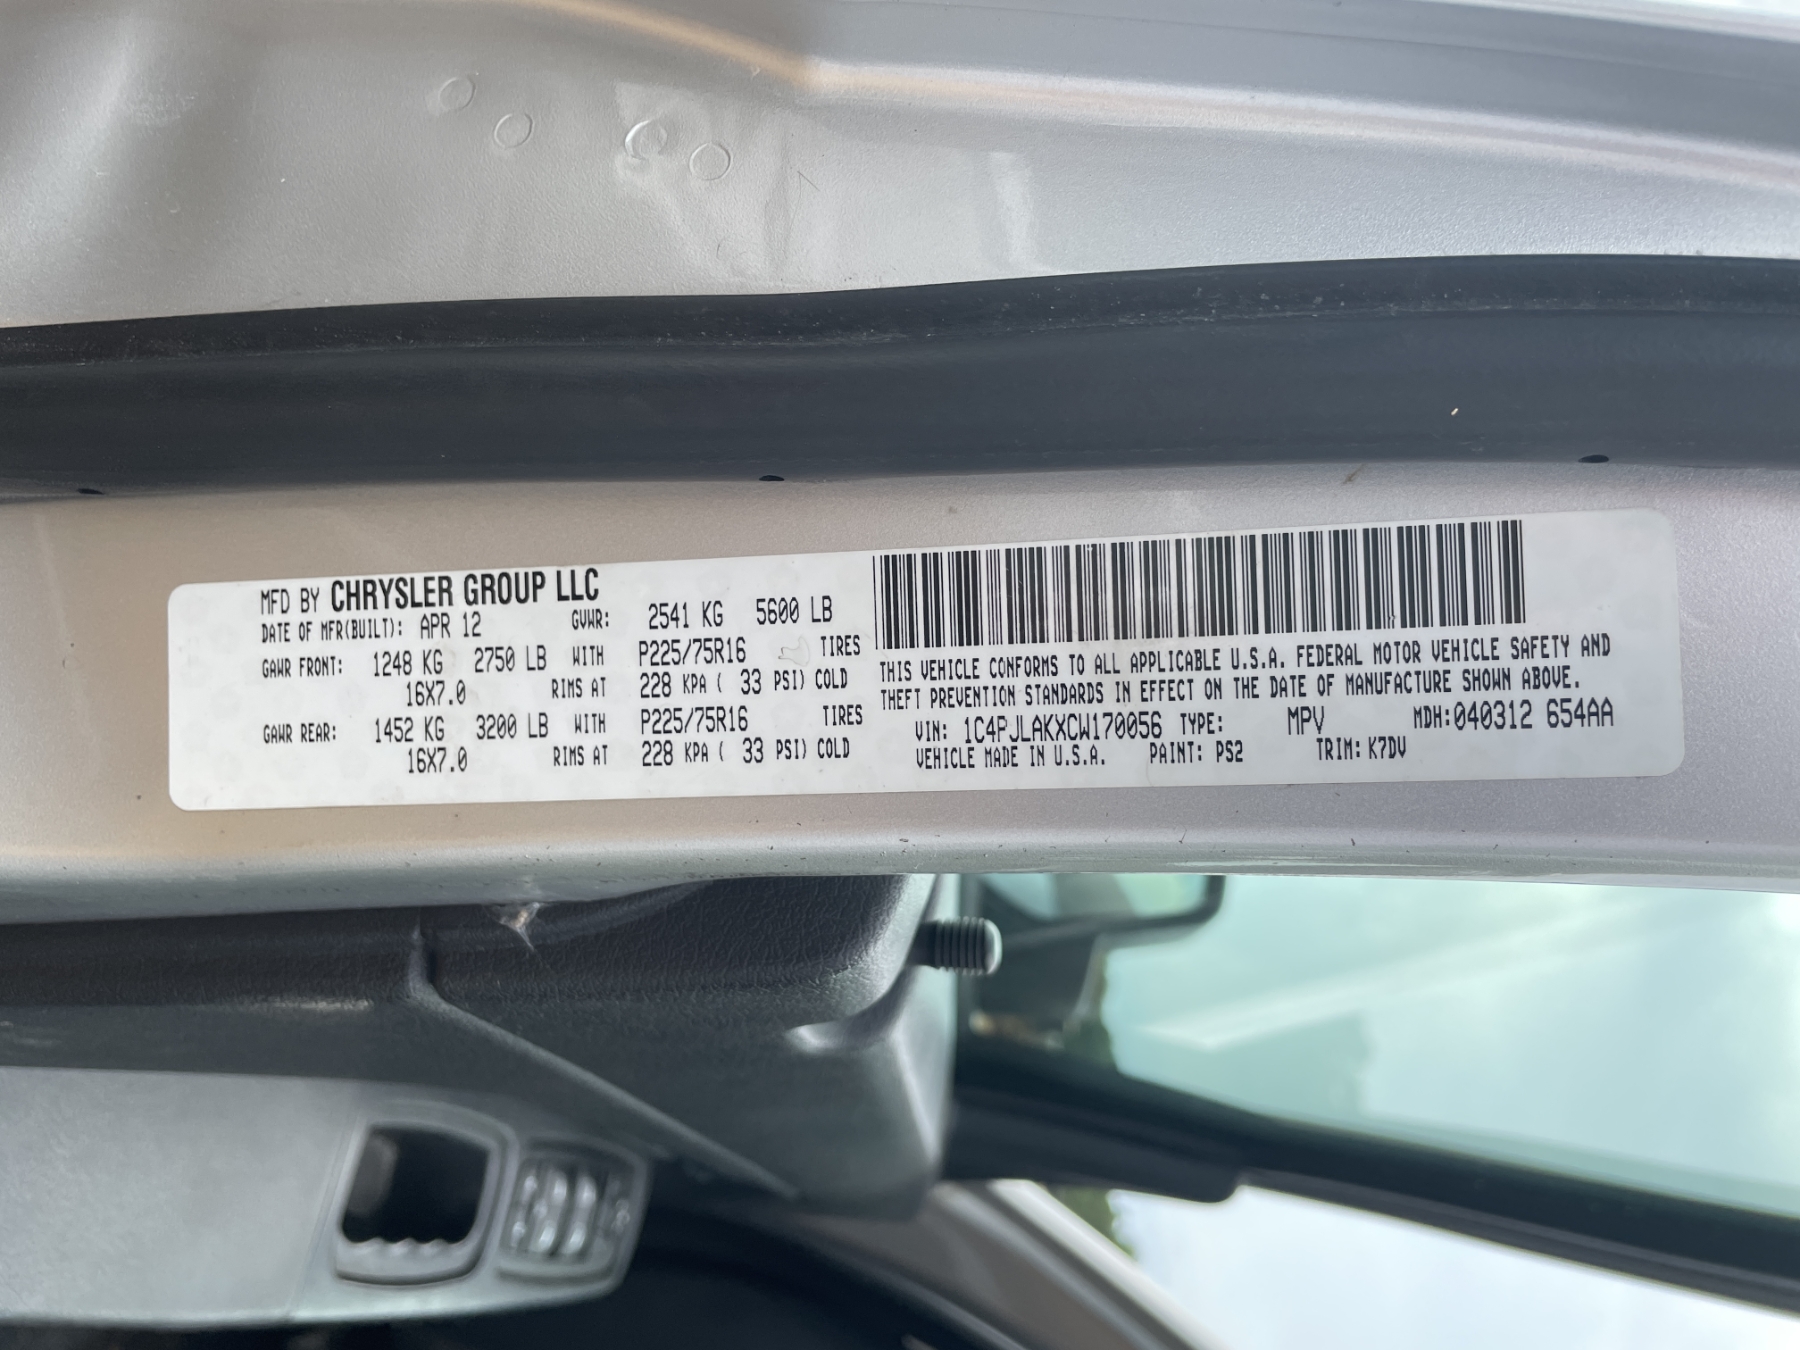 MFD BY CHRYSLER GROUP LLC
DATE OF MFR(BUILT): APR 12 GVWR: 2541 KG 5600 LB
GAWR FRONT: 1248 KG 2750 LB WITH P225/75R16 TIRES
16X7.0 RIMS AT 228 KPA ( 33 PSI) COLD
GAWR REAR: 1452 KG 3200 LB WITH P225/75R16 TIRES
16X7.0 RIMS AT 228 KPA ( 33 PSI) COLD
THIS VEHICLE CONFORMS TO ALL APPLICABLE U.S.A. FEDERAL MOTOR VEHICLE SAFETY AND
THEFT PREVENTION STANDARDS IN EFFECT ON THE DATE OF MANUFACTURE SHOWN ABOVE.
VIN: 1C4PJLAKXCW170056 TYPE: MPV MDH:040312 654AA
VEHICLE MADE IN U.S.A. PAINT: PS2 TRIM: K7DV